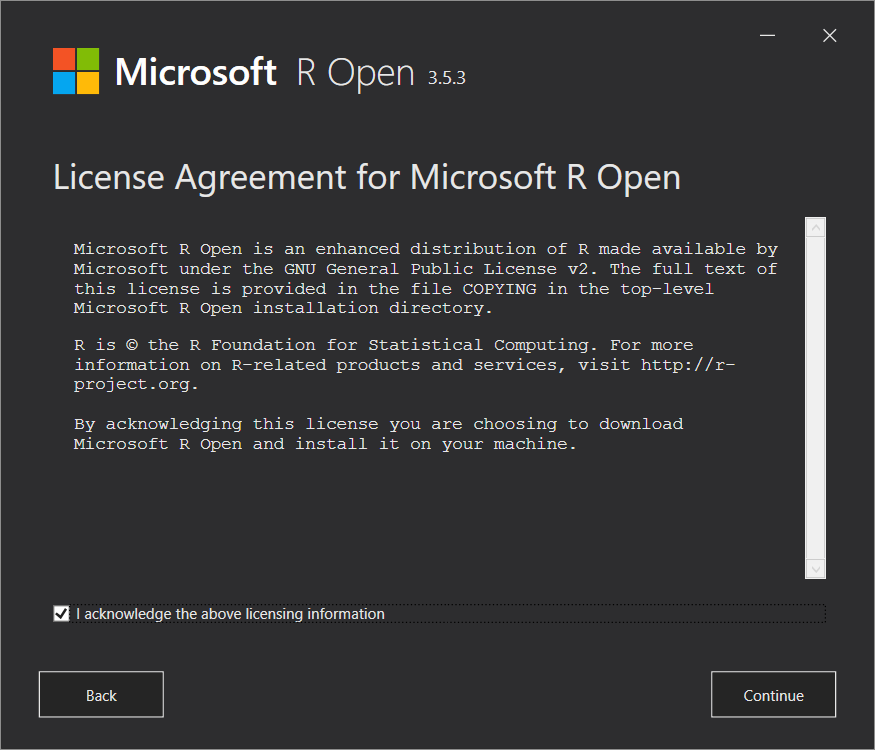 Microsoft R Open 3.5.3
License Agreement for Microsoft R Open
Microsoft R Open is an enhanced distribution of R made available by
Microsoft under the GNU General Public License v2. The full text of
this license is provided in the file COPYING in the top-level
Microsoft R Open installation directory.
R is © the R Foundation for Statistical Computing. For more
information on R-related products and services, visit http://r-
project.org.
By acknowledging this license you are choosing to download
Microsoft R Open and install it on your machine.
I acknowledge the above licensing information
Back
Continue